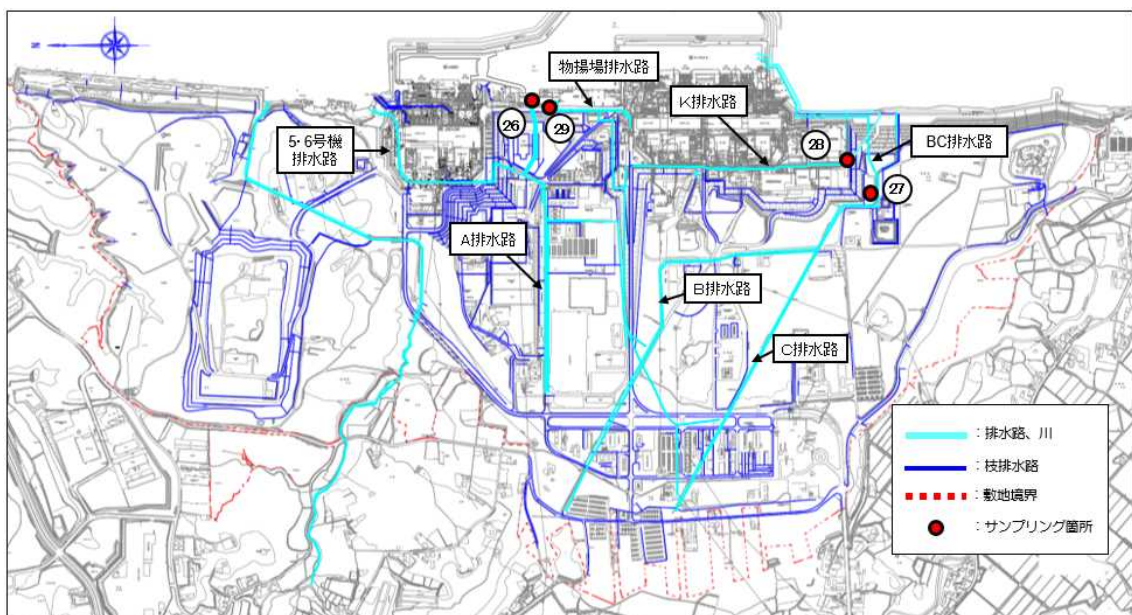 N
物揚場排水路
K排水路
26
29
28
BC排水路
5・6号機
排水路
27
A排水路
B排水路
C排水路
：排水路、川
：枝排水路
：敷地境界
：サンプリング箇所